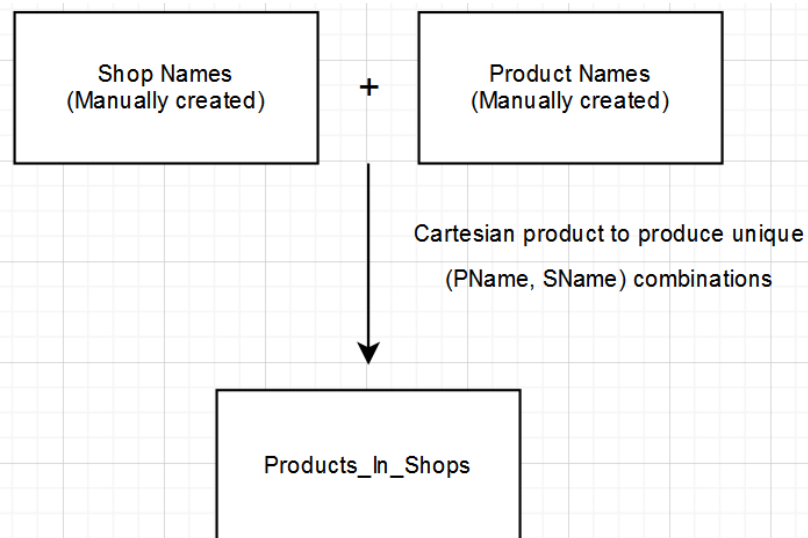 Shop Names
(Manually created)
+
Product Names
(Manually created)
Cartesian product to produce unique
(PName, SName) combinations
Products_In_Shops